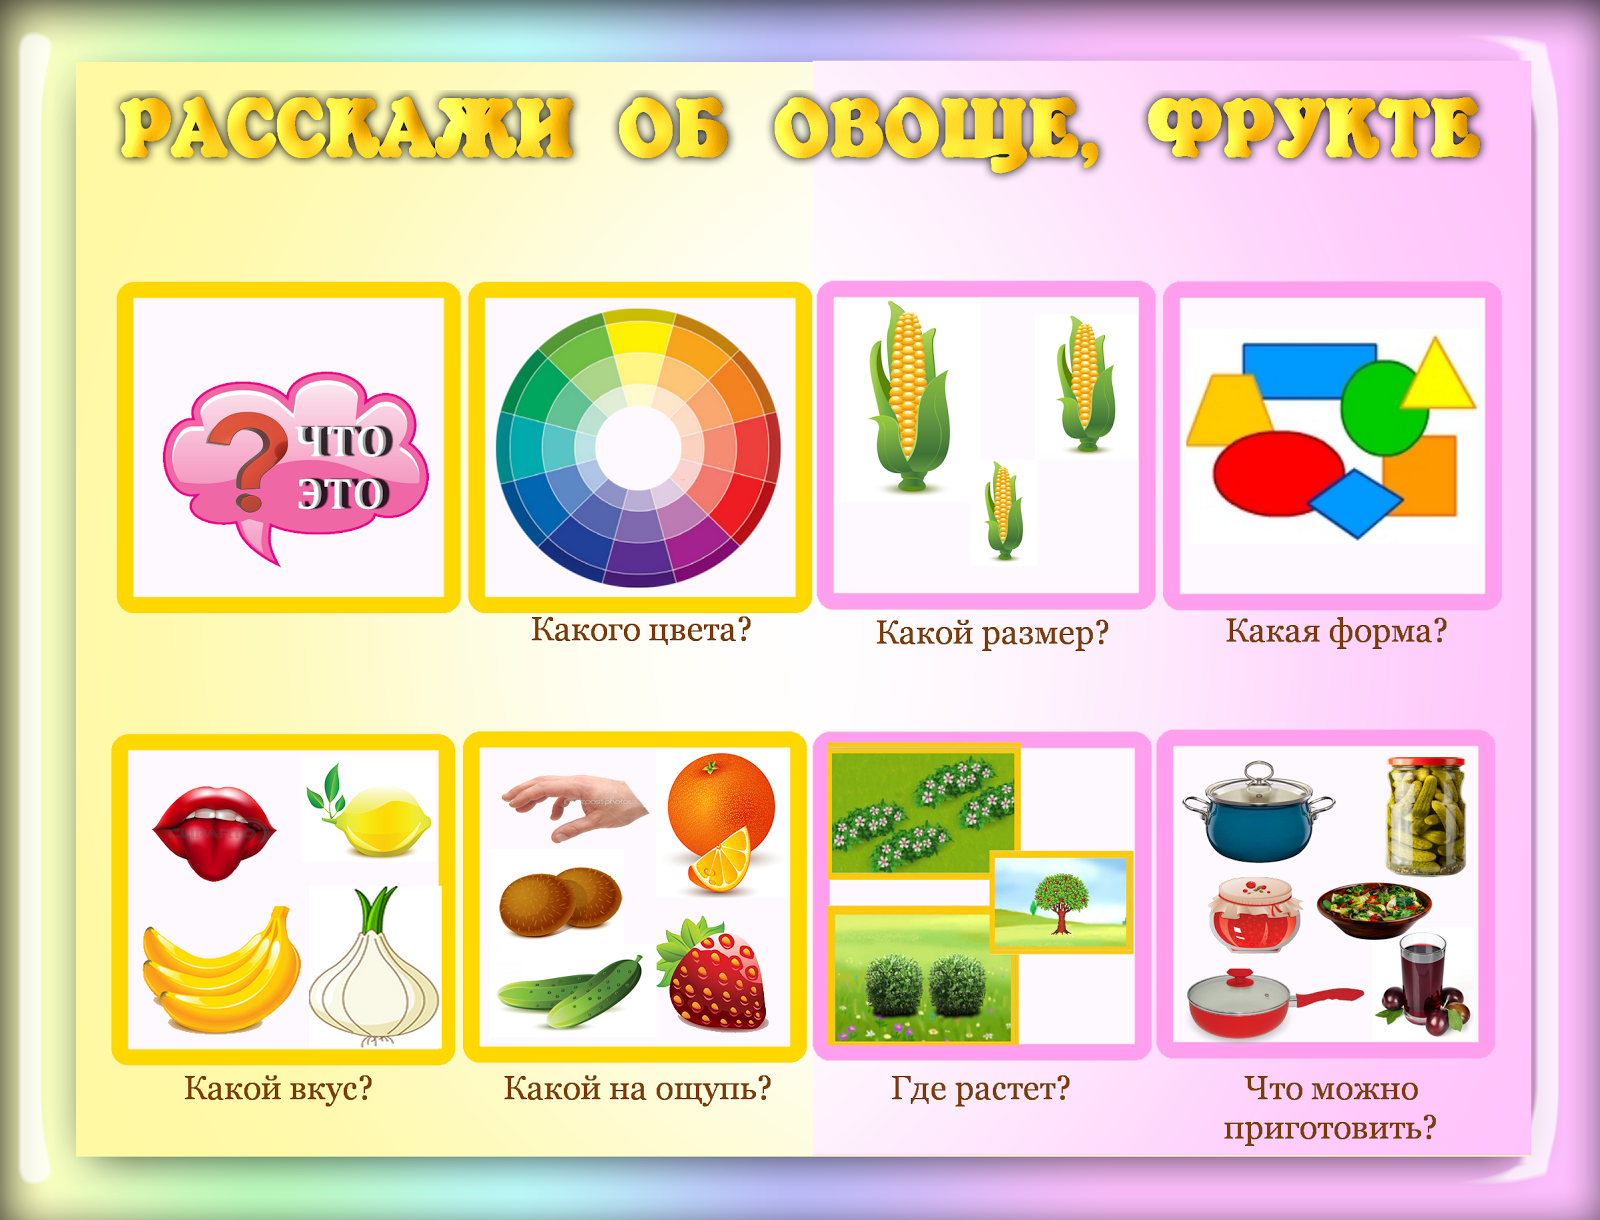 РАССКАЖИ ОБ ОВОЩЕ, ФРУКТЕ
? ЧТО
ЭТО
Какого цвета?
Какой размер?
Какая форма?
Какой вкус?
Какой на ощупь?
Где растет?
Что можно
приготовить?